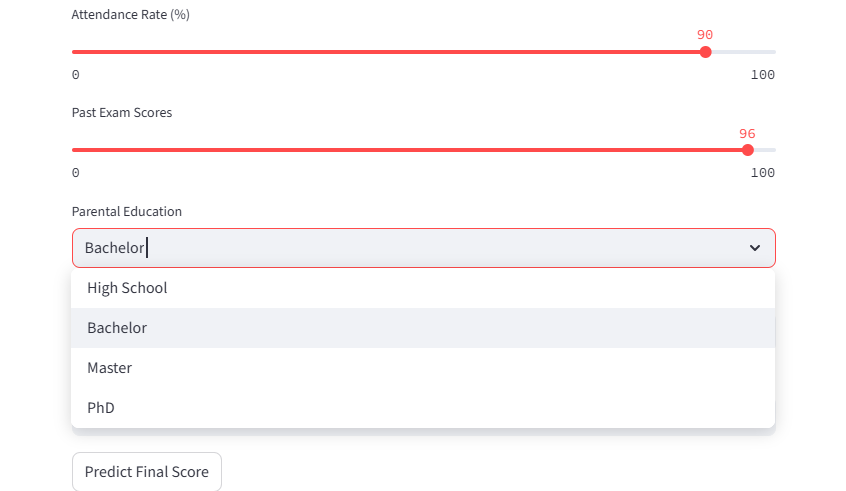 Attendance Rate (%)
90
0 100
Past Exam Scores
96
0 100
Parental Education
Bachelor
High School
Bachelor
Master
PhD
Predict Final Score